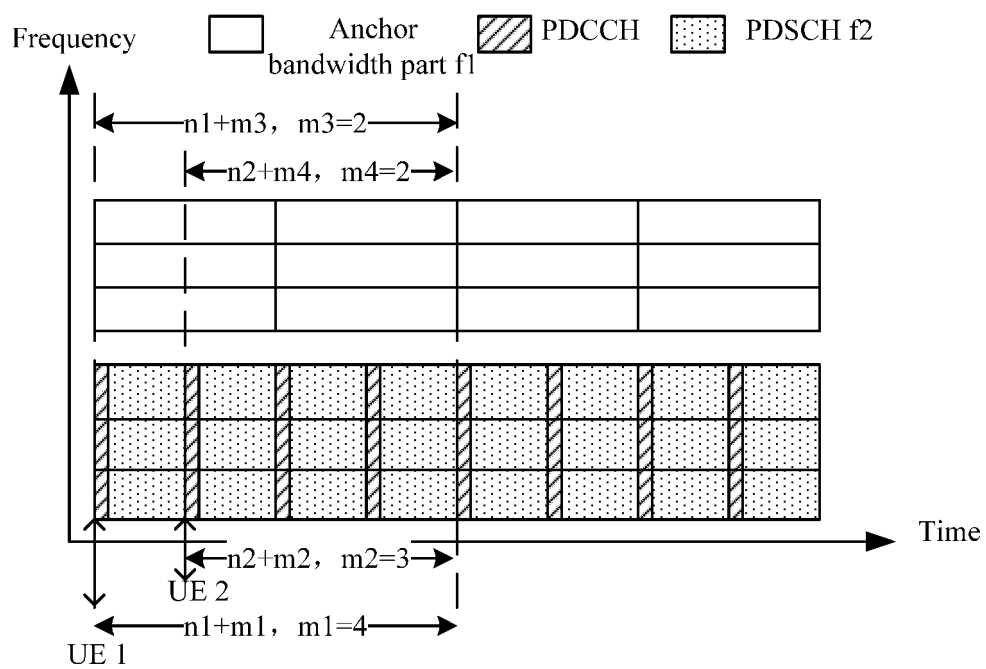 Frequency
Anchor
bandwidth part f1
PDCCH
PDSCH f2
n1+m3，m3=2
n2+m4，m4=2
Time
n2+m2，m2=3
UE 2
n1+m1，m1=4
UE 1